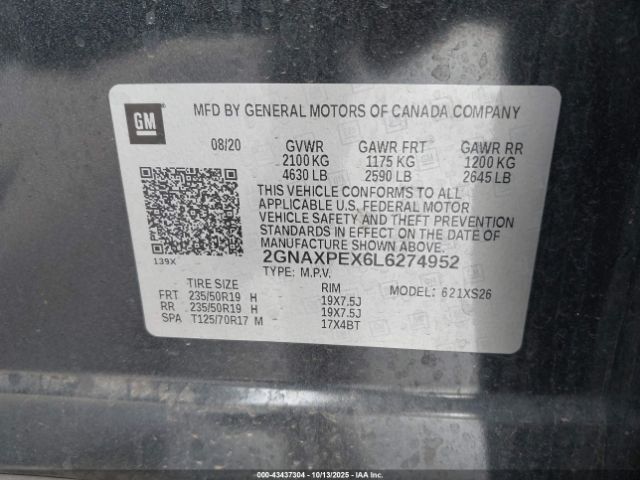 GM
MFD BY GENERAL MOTORS OF CANADA COMPANY
08/20 GVWR GAWR FRT GAWR RR
2100 KG 1175 KG 1200 KG
4630 LB 2590 LB 2645 LB
THIS VEHICLE CONFORMS TO ALL
APPLICABLE U.S. FEDERAL MOTOR
VEHICLE SAFETY AND THEFT PREVENTION
STANDARDS IN EFFECT ON THE DATE OF
MANUFACTURE SHOWN ABOVE.
139X 2GNAXPEX6L6274952
TYPE: M.P.V.
TIRE SIZE RIM MODEL: 621XS26
FRT 235/50R19 H 19X7.5J
RR 235/50R19 H 19X7.5J
SPA T125/70R17 M 17X4BT
Stock No: 43437304 | 10/13/2025 | IAA Inc.